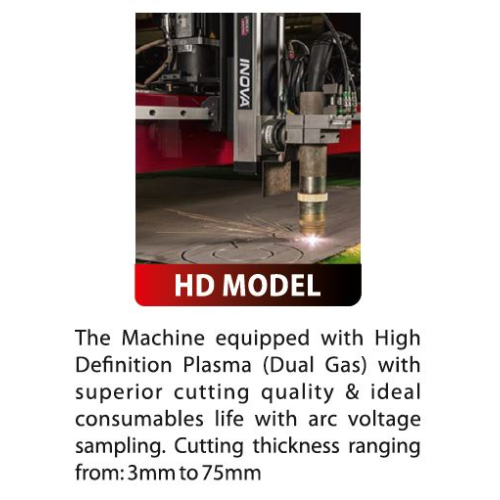 INOVA
HD MODEL
The Machine equipped with High
Definition Plasma (Dual Gas) with
superior cutting quality & ideal
consumables life with arc voltage
sampling. Cutting thickness ranging
from: 3mm to 75mm